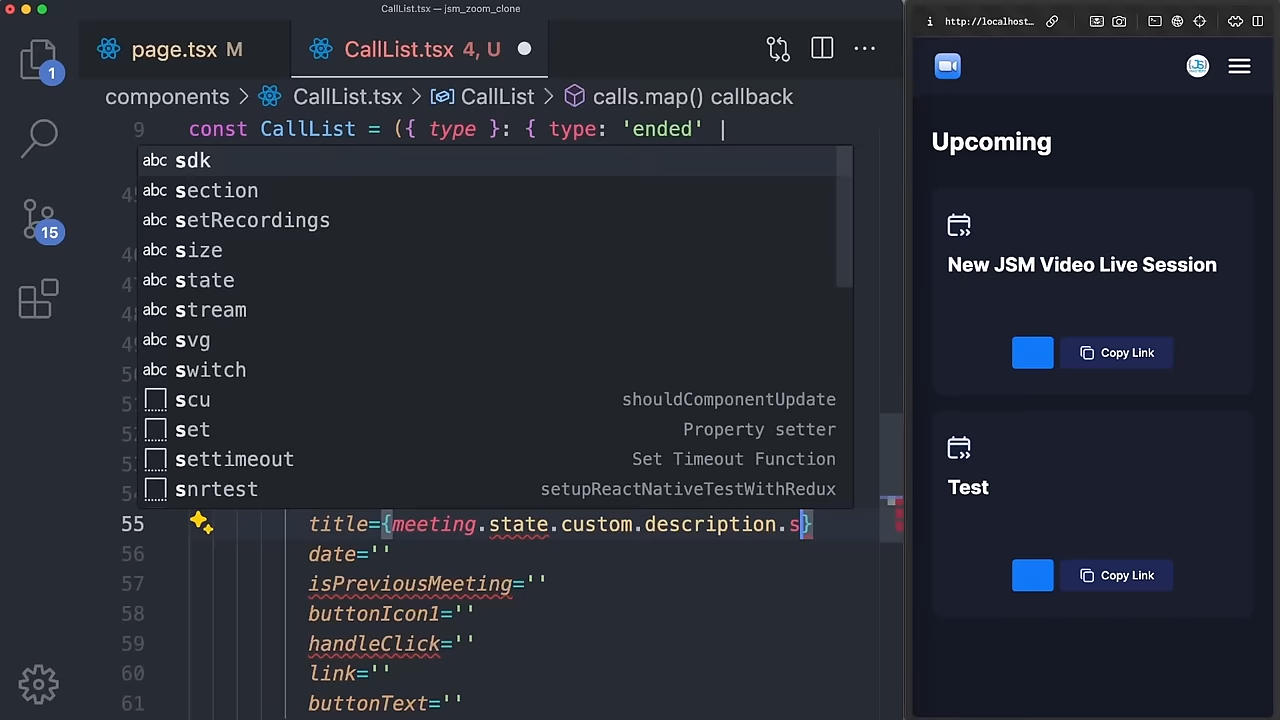 CallList.tsx — jsm_zoom_clone
page.tsx M
CallList.tsx 4, U
1
components > CallList.tsx > CallList > calls.map() callback
9 const CallList = ({ type }: { type: 'ended' |
abc sdk
abc section
abc setRecordings
abc size
abc state
abc stream
abc svg
abc switch
scu shouldComponentUpdate
set Property setter
settimeout Set Timeout Function
snrtest setupReactNativeTestWithRedux
15
55 title={meeting.state.custom.description.s}
56 date=''
57 isPreviousMeeting=''
58 buttonIcon1=''
59 handleClick=''
60 link=''
61 buttonText=''
http://localhost...
JS
Upcoming
New JSM Video Live Session
Copy Link
Test
Copy Link